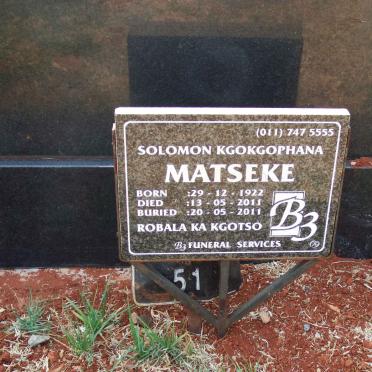 (011) 747 5555
SOLOMON KGOKGOPHANA
MATSEKE
BORN :29 - 12 - 1922
DIED :13 - 05 - 2011
BURIED :20 - 05 - 2011
ROBALA KA KGOTSO
B3
09
B3 FUNERAL SERVICES
51